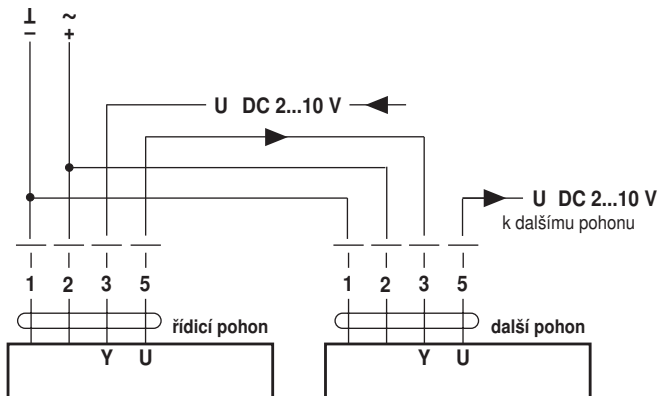 ⊥ ~
− +
U DC 2...10 V
U DC 2...10 V
k dalšímu pohonu
1 2 3 5 1 2 3 5
řídicí pohon další pohon
Y U Y U